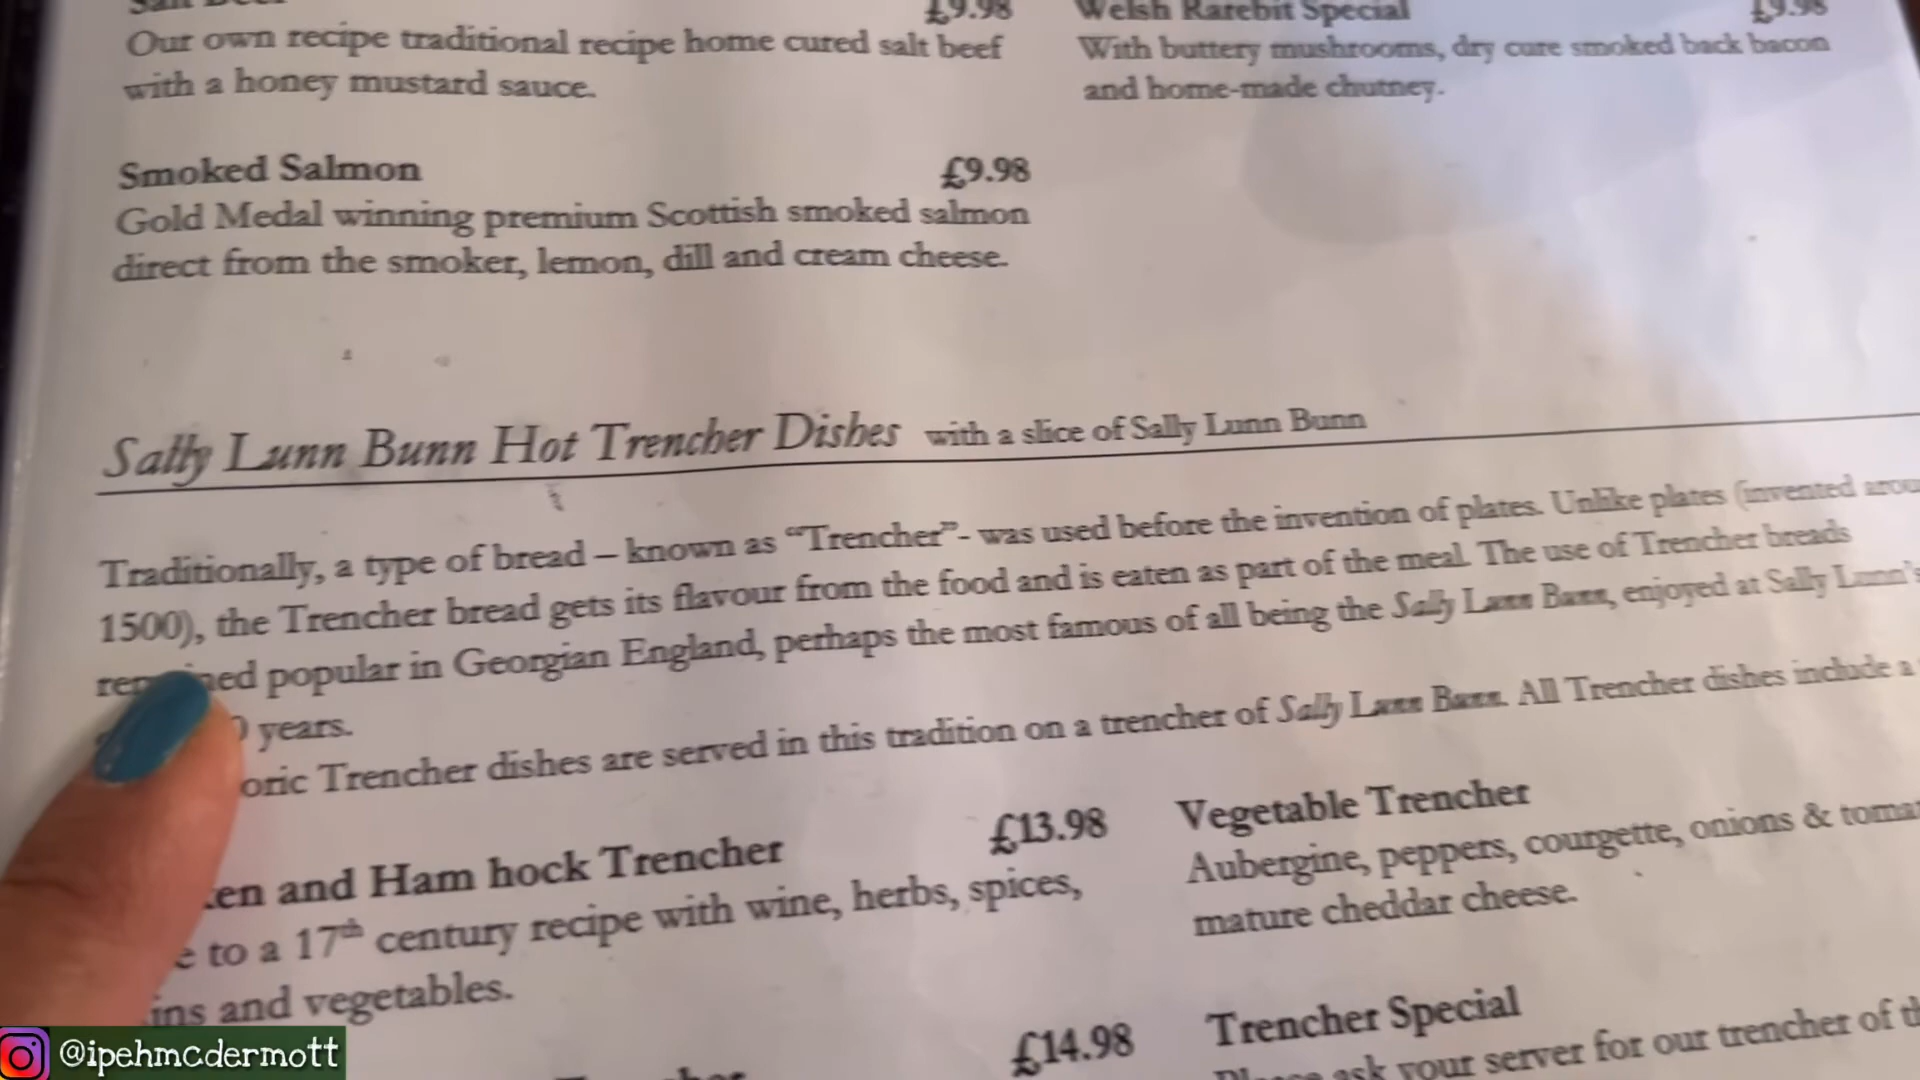 Salt Beef £9.98
Our own recipe traditional recipe home cured salt beef
with a honey mustard sauce.
Welsh Rarebit Special £9.98
With buttery mushrooms, dry cure smoked back bacon
and home-made chutney.
Smoked Salmon £9.98
Gold Medal winning premium Scottish smoked salmon
direct from the smoker, lemon, dill and cream cheese.
Sally Lunn Bunn Hot Trencher Dishes with a slice of Sally Lunn Bunn
Traditionally, a type of bread – known as “Trencher”- was used before the invention of plates. Unlike plates (invented
1500), the Trencher bread gets its flavour from the food and is eaten as part of the meal. The use of Trencher breads
popular in Georgian England, perhaps the most famous of all being the Sally Lunn Bunn, enjoyed at Sally Lunn's
years.
Trencher dishes are served in this tradition on a trencher of Sally Lunn Bunn. All Trencher dishes include a
and Ham hock Trencher £13.98
to a 17th century recipe with wine, herbs, spices,
and vegetables.
£14.98
Vegetable Trencher
Aubergine, peppers, courgette, onions &
mature cheddar cheese.
Trencher Special
ask your server for our trencher of
@ipehmcdermott